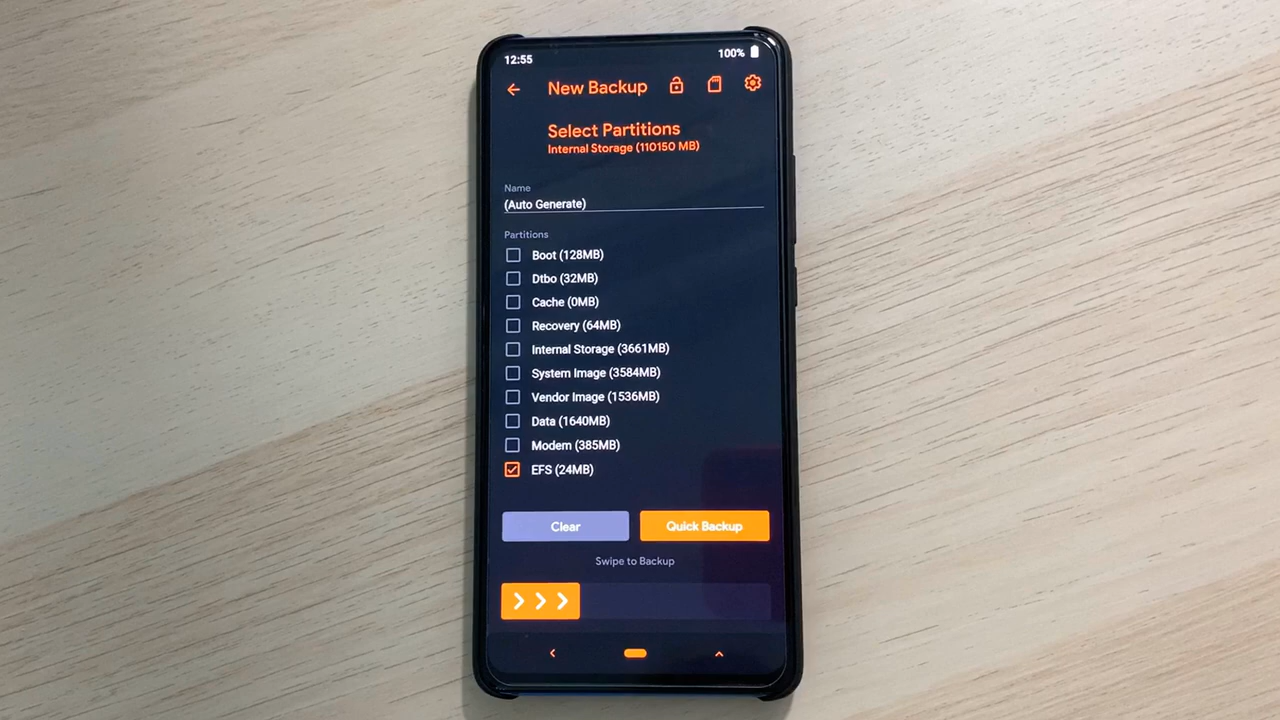 12:55
100%
New Backup
Select Partitions
Internal Storage (110150 MB)
Name
(Auto Generate)
Partitions
Boot (128MB)
Dtbo (32MB)
Cache (0MB)
Recovery (64MB)
Internal Storage (3661MB)
System Image (3584MB)
Vendor Image (1536MB)
Data (1640MB)
Modem (385MB)
EFS (24MB)
Clear
Quick Backup
Swipe to Backup